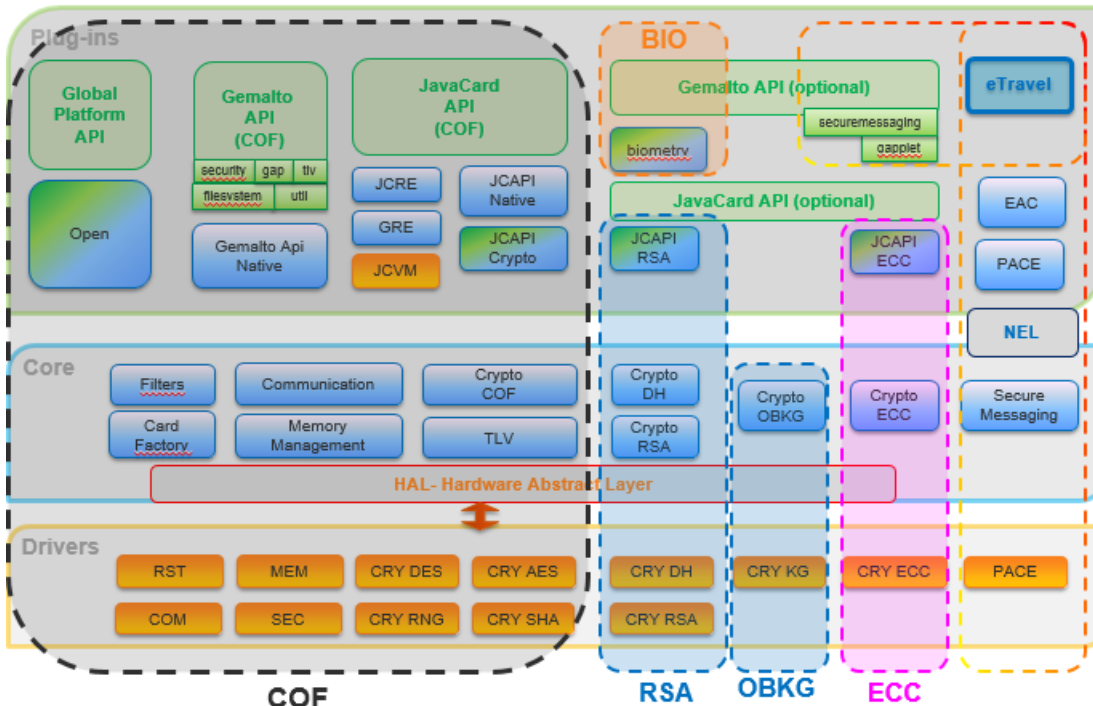 Plug-ins
BIO
Global
Platform
API
Gemalto
API
(COF)
JavaCard
API
(COF)
Gemalto API (optional)
eTravel
securemessaging
gapplet
biometry
security
gap
tlv
filesystem
util
JCRE
JCAPI
Native
JavaCard API (optional)
EAC
Open
Gemalto Api
Native
GRE
JCAPI
Crypto
JCAPI
RSA
JCAPI
ECC
JCVM
PACE
NEL
Core
Filters
Communication
Crypto
COF
Crypto
DH
Crypto
OBKG
Crypto
ECC
Secure
Messaging
Card
Factory
Memory
Management
TLV
Crypto
RSA
HAL- Hardware Abstract Layer
Drivers
RST
MEM
CRY DES
CRY AES
CRY DH
CRY KG
CRY ECC
PACE
COM
SEC
CRY RNG
CRY SHA
CRY RSA
COF
RSA
OBKG
ECC